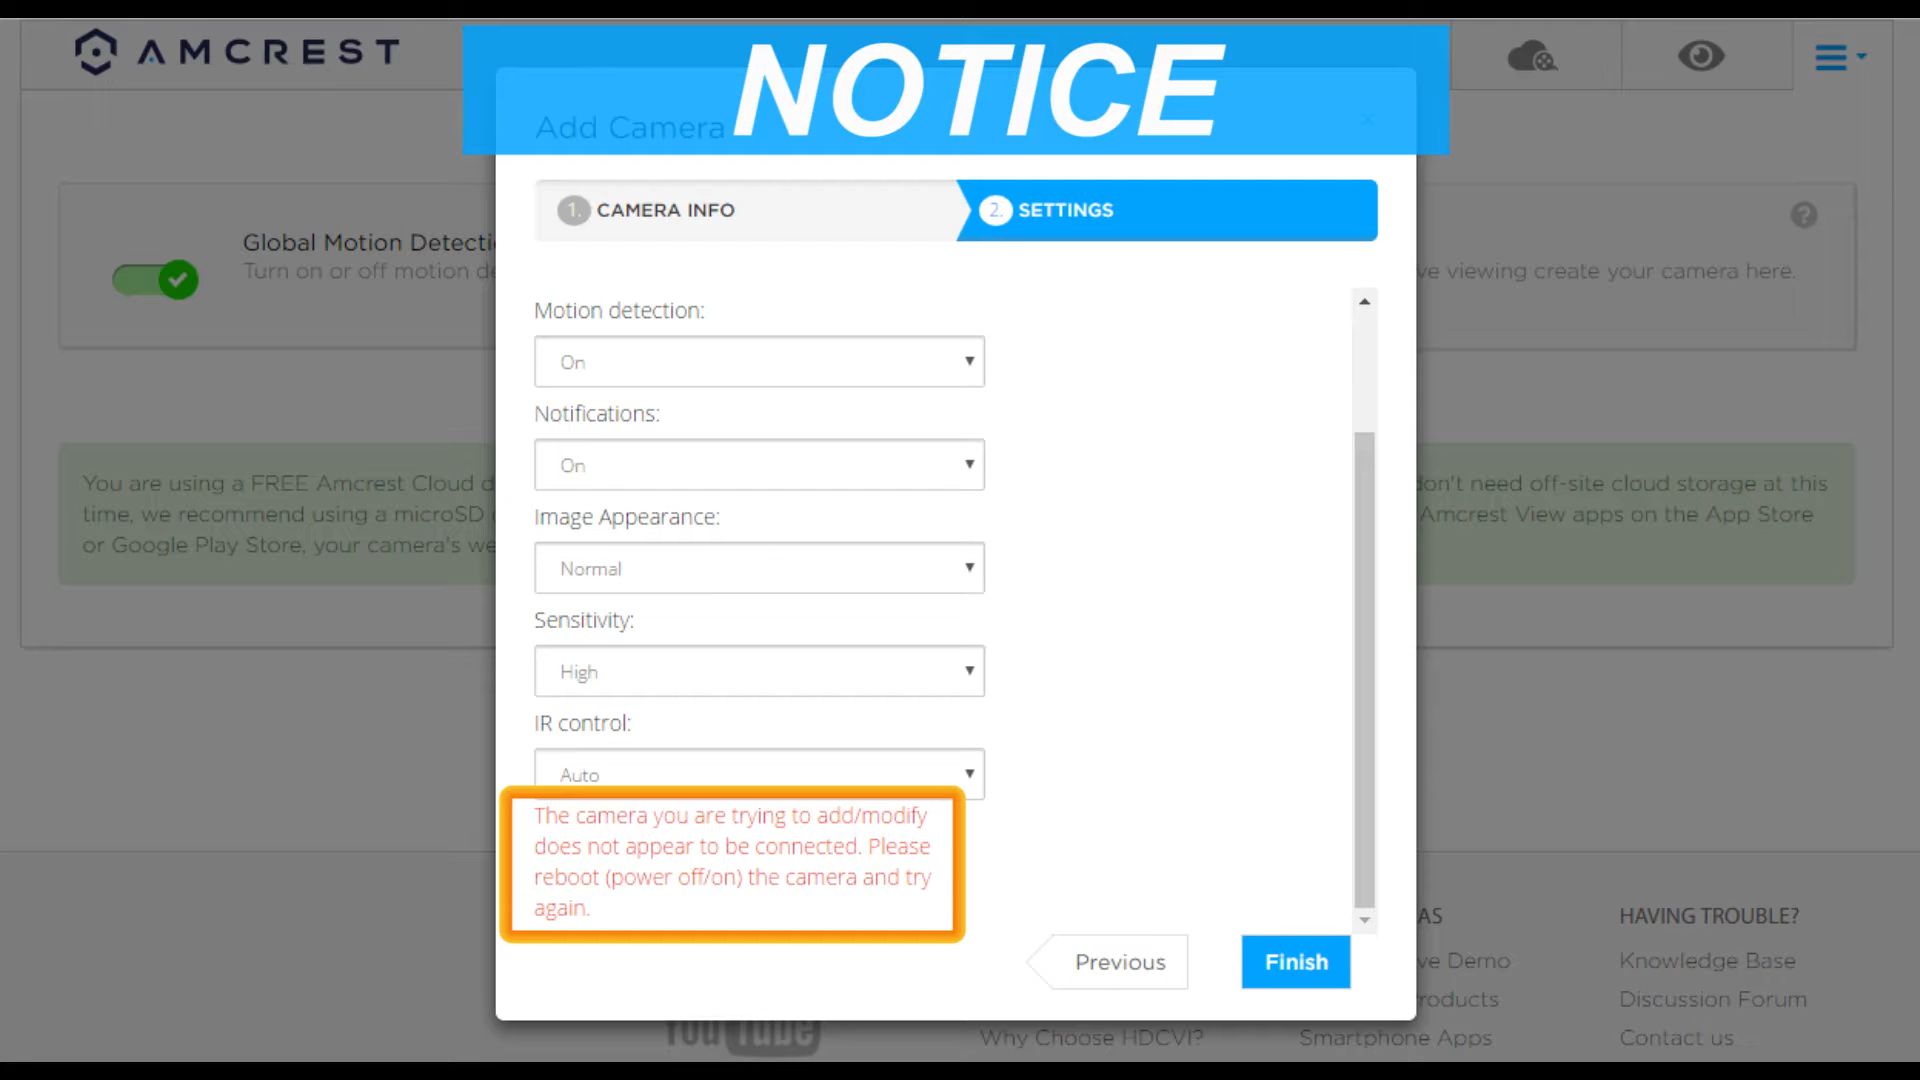 AMCREST
NOTICE
Add Camera
1. CAMERA INFO
2. SETTINGS
Global Motion Detecti
Turn on or off motion de
ve viewing create your camera here.
?
Motion detection:
On
Notifications:
On
Image Appearance:
Normal
Sensitivity:
High
IR control:
Auto
You are using a FREE Amcrest Cloud
time, we recommend using a microSD
or Google Play Store, your camera's we
don't need off-site cloud storage at this
Amcrest View apps on the App Store
The camera you are trying to add/modify
does not appear to be connected. Please
reboot (power off/on) the camera and try
again.
Previous
Finish
AS
ve Demo
roducts
Smartphone Apps
HAVING TROUBLE?
Knowledge Base
Discussion Forum
Contact us
YouTube
Why Choose HDCVI?